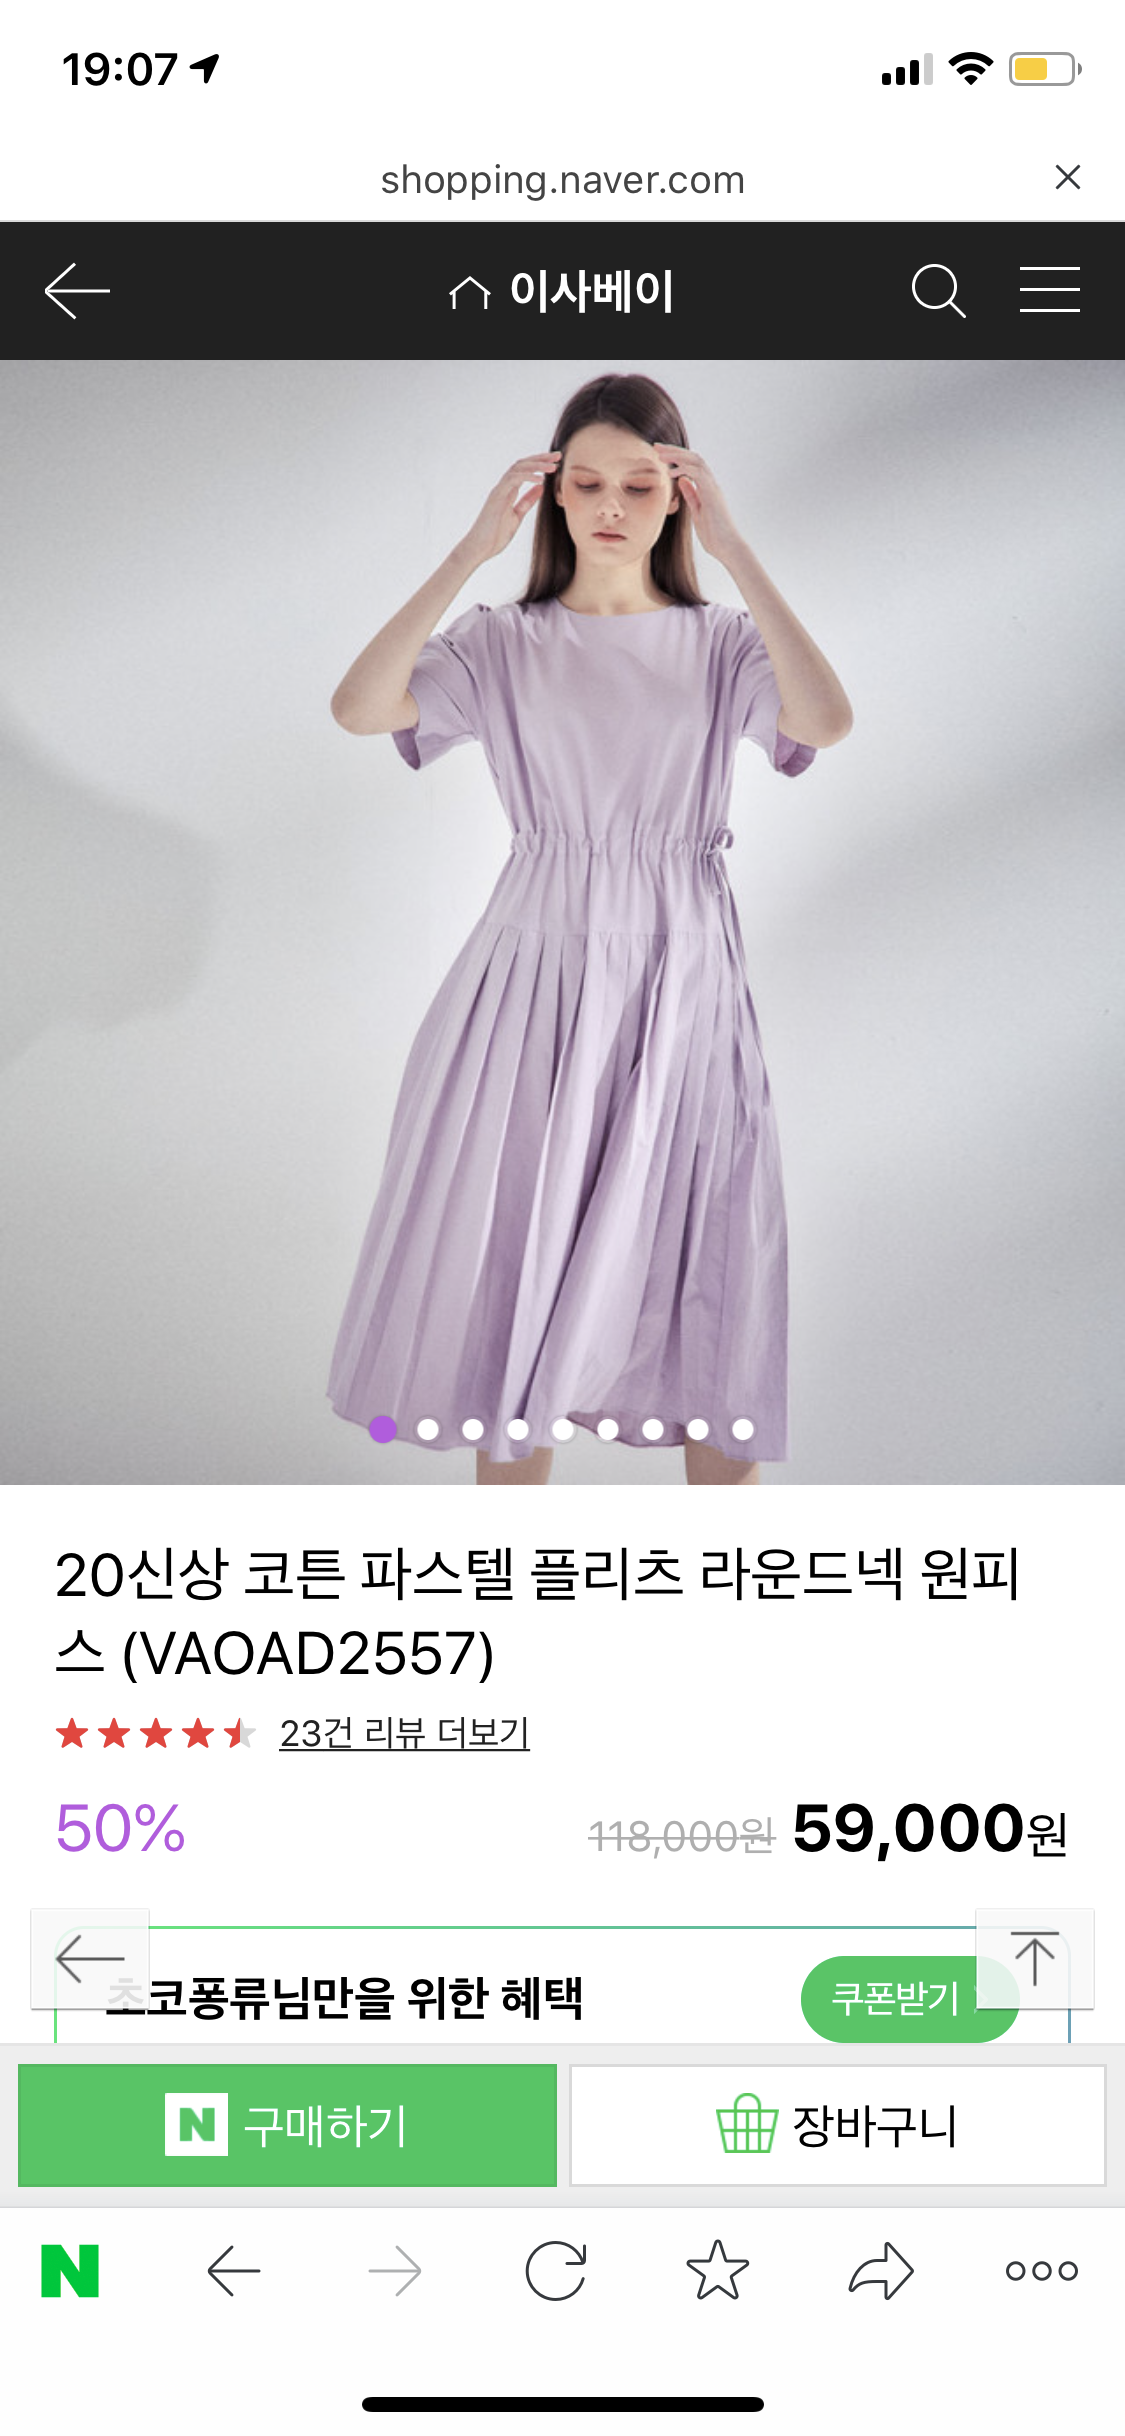 19:07
shopping.naver.com
이사베이
20신상 코튼 파스텔 플리츠 라운드넥 원피
스 (VAOAD2557)
23건 리뷰 더보기
50% 118,000원 59,000원
초코퐁류님만을 위한 혜택 쿠폰받기
N 구매하기 장바구니
N